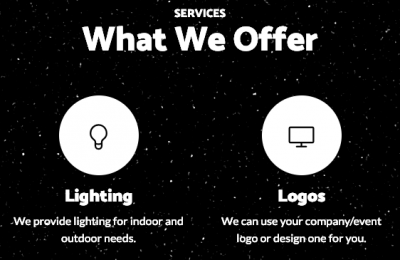 SERVICES
What We Offer
Lighting
We provide lighting for indoor and
outdoor needs.
Logos
We can use your company/event
logo or design one for you.